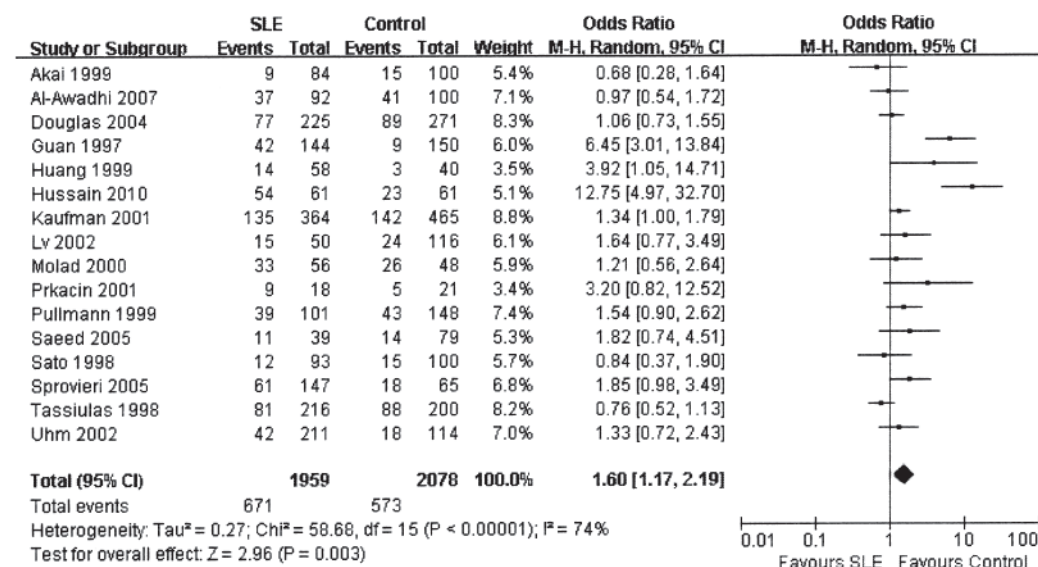 SLE Control Odds Ratio Odds Ratio
Study or Subgroup Events Total Events Total Weight M-H, Random, 95% CI M-H, Random, 95% CI
Akai 1999 9 84 15 100 5.4% 0.68 [0.28, 1.64]
Al-Awadhi 2007 37 92 41 100 7.1% 0.97 [0.54, 1.72]
Douglas 2004 77 225 89 271 8.3% 1.06 [0.73, 1.55]
Guan 1997 42 144 9 150 6.0% 6.45 [3.01, 13.84]
Huang 1999 14 58 3 40 3.5% 3.92 [1.05, 14.71]
Hussain 2010 54 61 23 61 5.1% 12.75 [4.97, 32.70]
Kaufman 2001 135 364 142 465 8.8% 1.34 [1.00, 1.79]
Lv 2002 15 50 24 116 6.1% 1.64 [0.77, 3.49]
Molad 2000 33 56 26 48 5.9% 1.21 [0.56, 2.64]
Prkacin 2001 9 18 5 21 3.4% 3.20 [0.82, 12.52]
Pullmann 1999 39 101 43 148 7.4% 1.54 [0.90, 2.62]
Saeed 2005 11 39 14 79 5.3% 1.82 [0.74, 4.51]
Sato 1998 12 93 15 100 5.7% 0.84 [0.37, 1.90]
Sprovieri 2005 61 147 18 65 6.8% 1.85 [0.98, 3.49]
Tassiulas 1998 81 216 88 200 8.2% 0.76 [0.52, 1.13]
Uhm 2002 42 211 18 114 7.0% 1.33 [0.72, 2.43]
Total (95% CI) 1959 2078 100.0% 1.60 [1.17, 2.19]
Total events 671 573
Heterogeneity: Tau² = 0.27; Chi² = 58.68, df = 15 (P < 0.00001); I² = 74%
Test for overall effect: Z = 2.96 (P = 0.003)
0.01 0.1 1 10 100
Favours SLE Favours Control